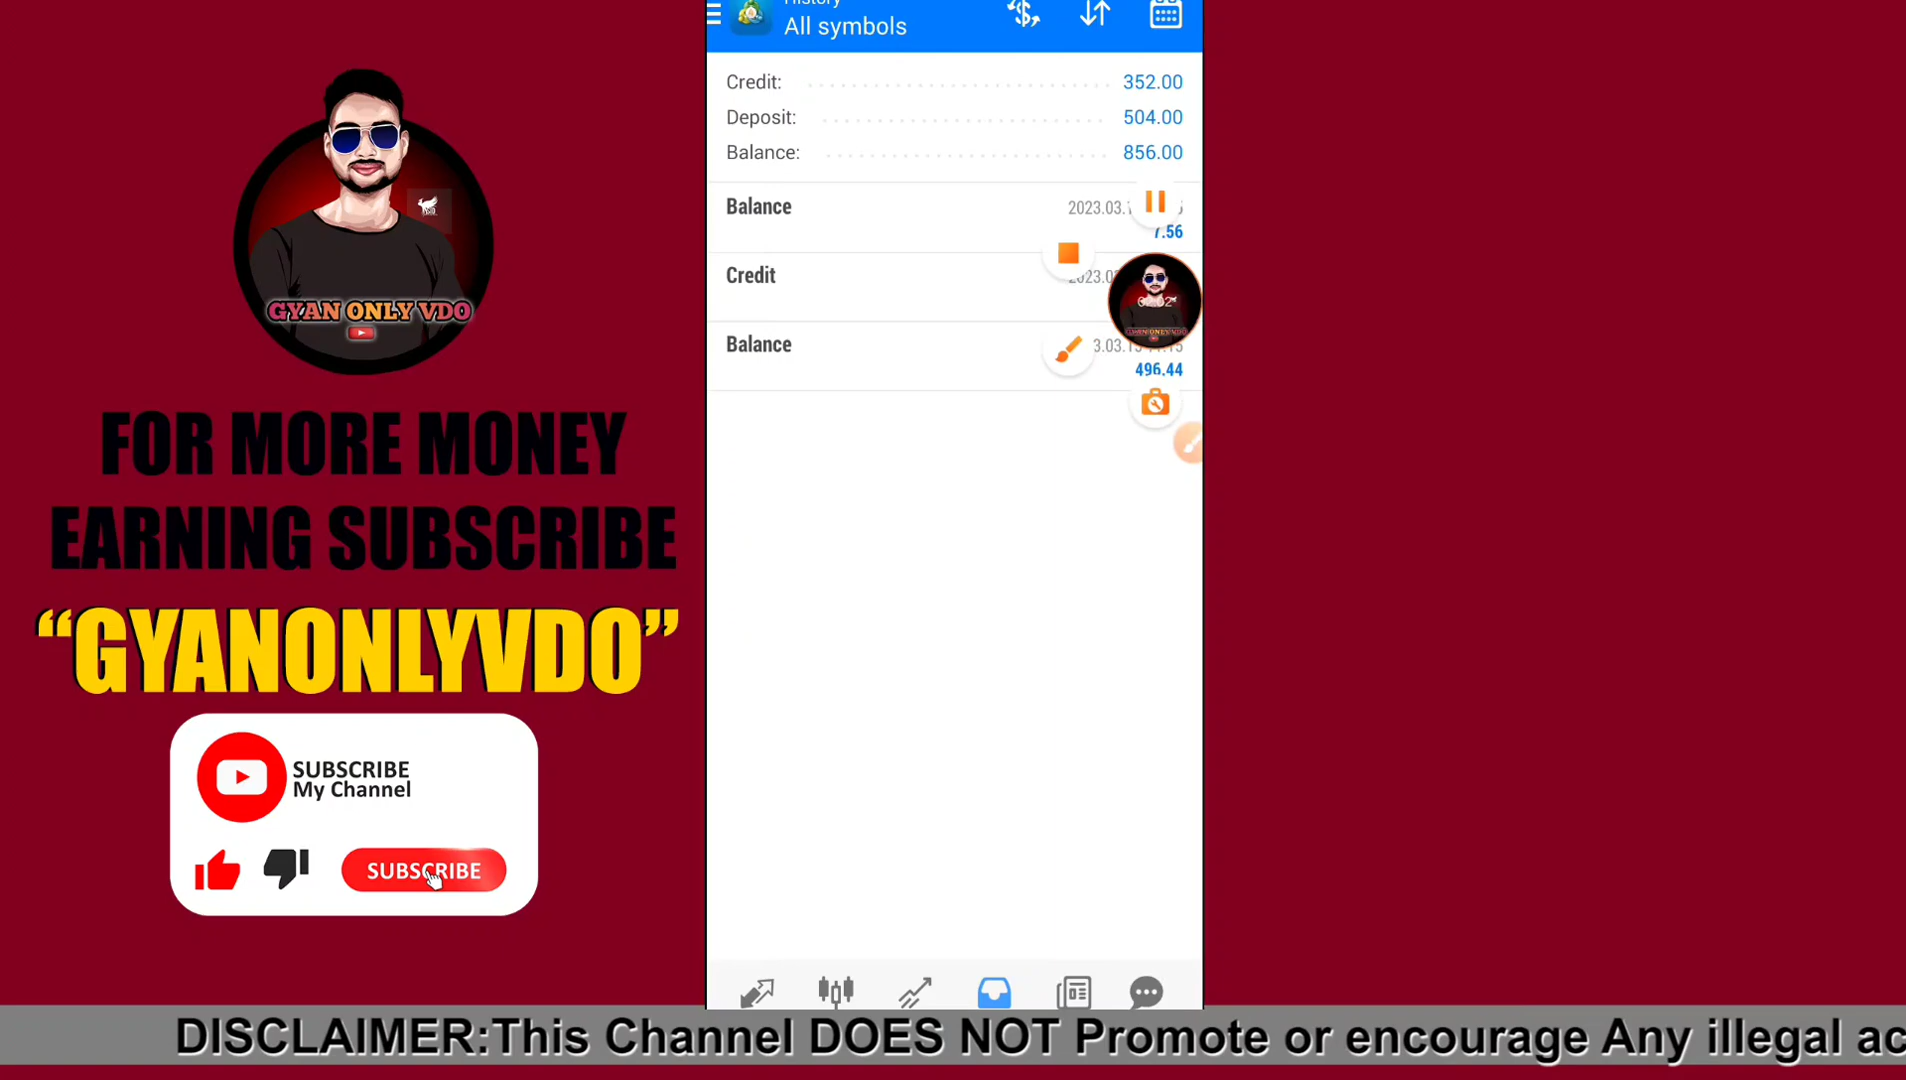 All symbols
Credit: 352.00
Deposit: 504.00
Balance: 856.00
Balance
7.56
Credit
Balance
496.44
GYAN ONLY VDO
FOR MORE MONEY
EARNING SUBSCRIBE
“GYANONLYVDO”
SUBSCRIBE
My Channel
SUBSCRIBE
DISCLAIMER:This Channel DOES NOT Promote or encourage Any illegal ac